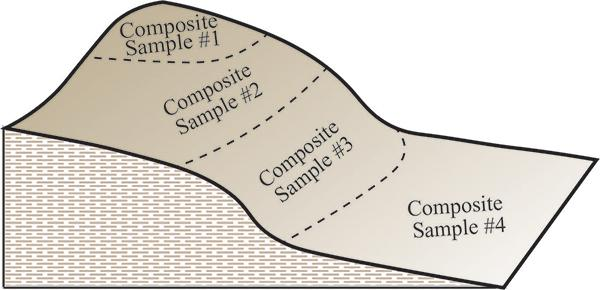 Composite
Sample #1
Composite
Sample #2
Composite
Sample #3
Composite
Sample #4